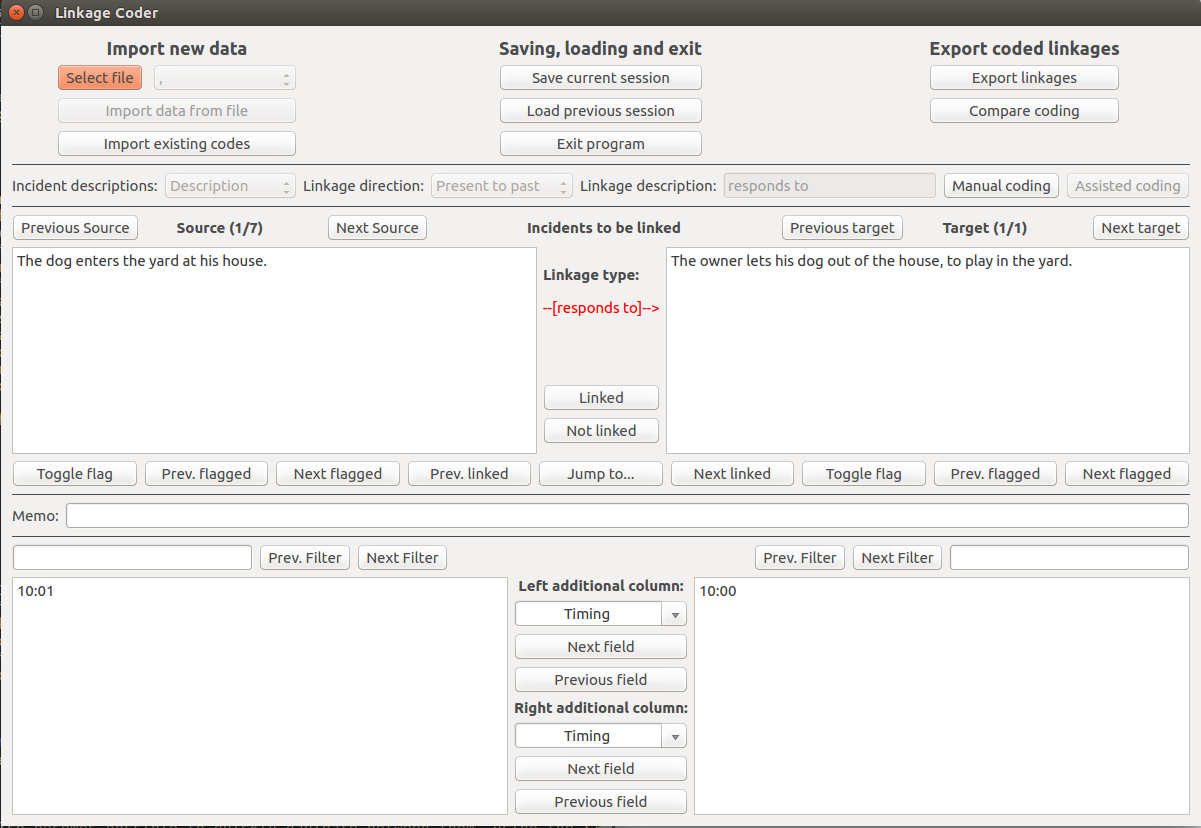 Linkage Coder
Import new data
Saving, loading and exit
Export coded linkages
Select file ,
Save current session
Export linkages
Import data from file
Load previous session
Compare coding
Import existing codes
Exit program
Incident descriptions: Description Linkage direction: Present to past Linkage description: responds to Manual coding Assisted coding
Previous Source Source (1/7) Next Source Incidents to be linked Previous target Target (1/1) Next target
The dog enters the yard at his house.
Linkage type:
--[responds to]-->
Linked
Not linked
The owner lets his dog out of the house, to play in the yard.
Toggle flag Prev. flagged Next flagged Prev. linked Jump to... Next linked Toggle flag Prev. flagged Next flagged
Memo:
Prev. Filter Next Filter Prev. Filter Next Filter
10:01
Left additional column:
Timing
Next field
Previous field
Right additional column:
Timing
Next field
Previous field
10:00